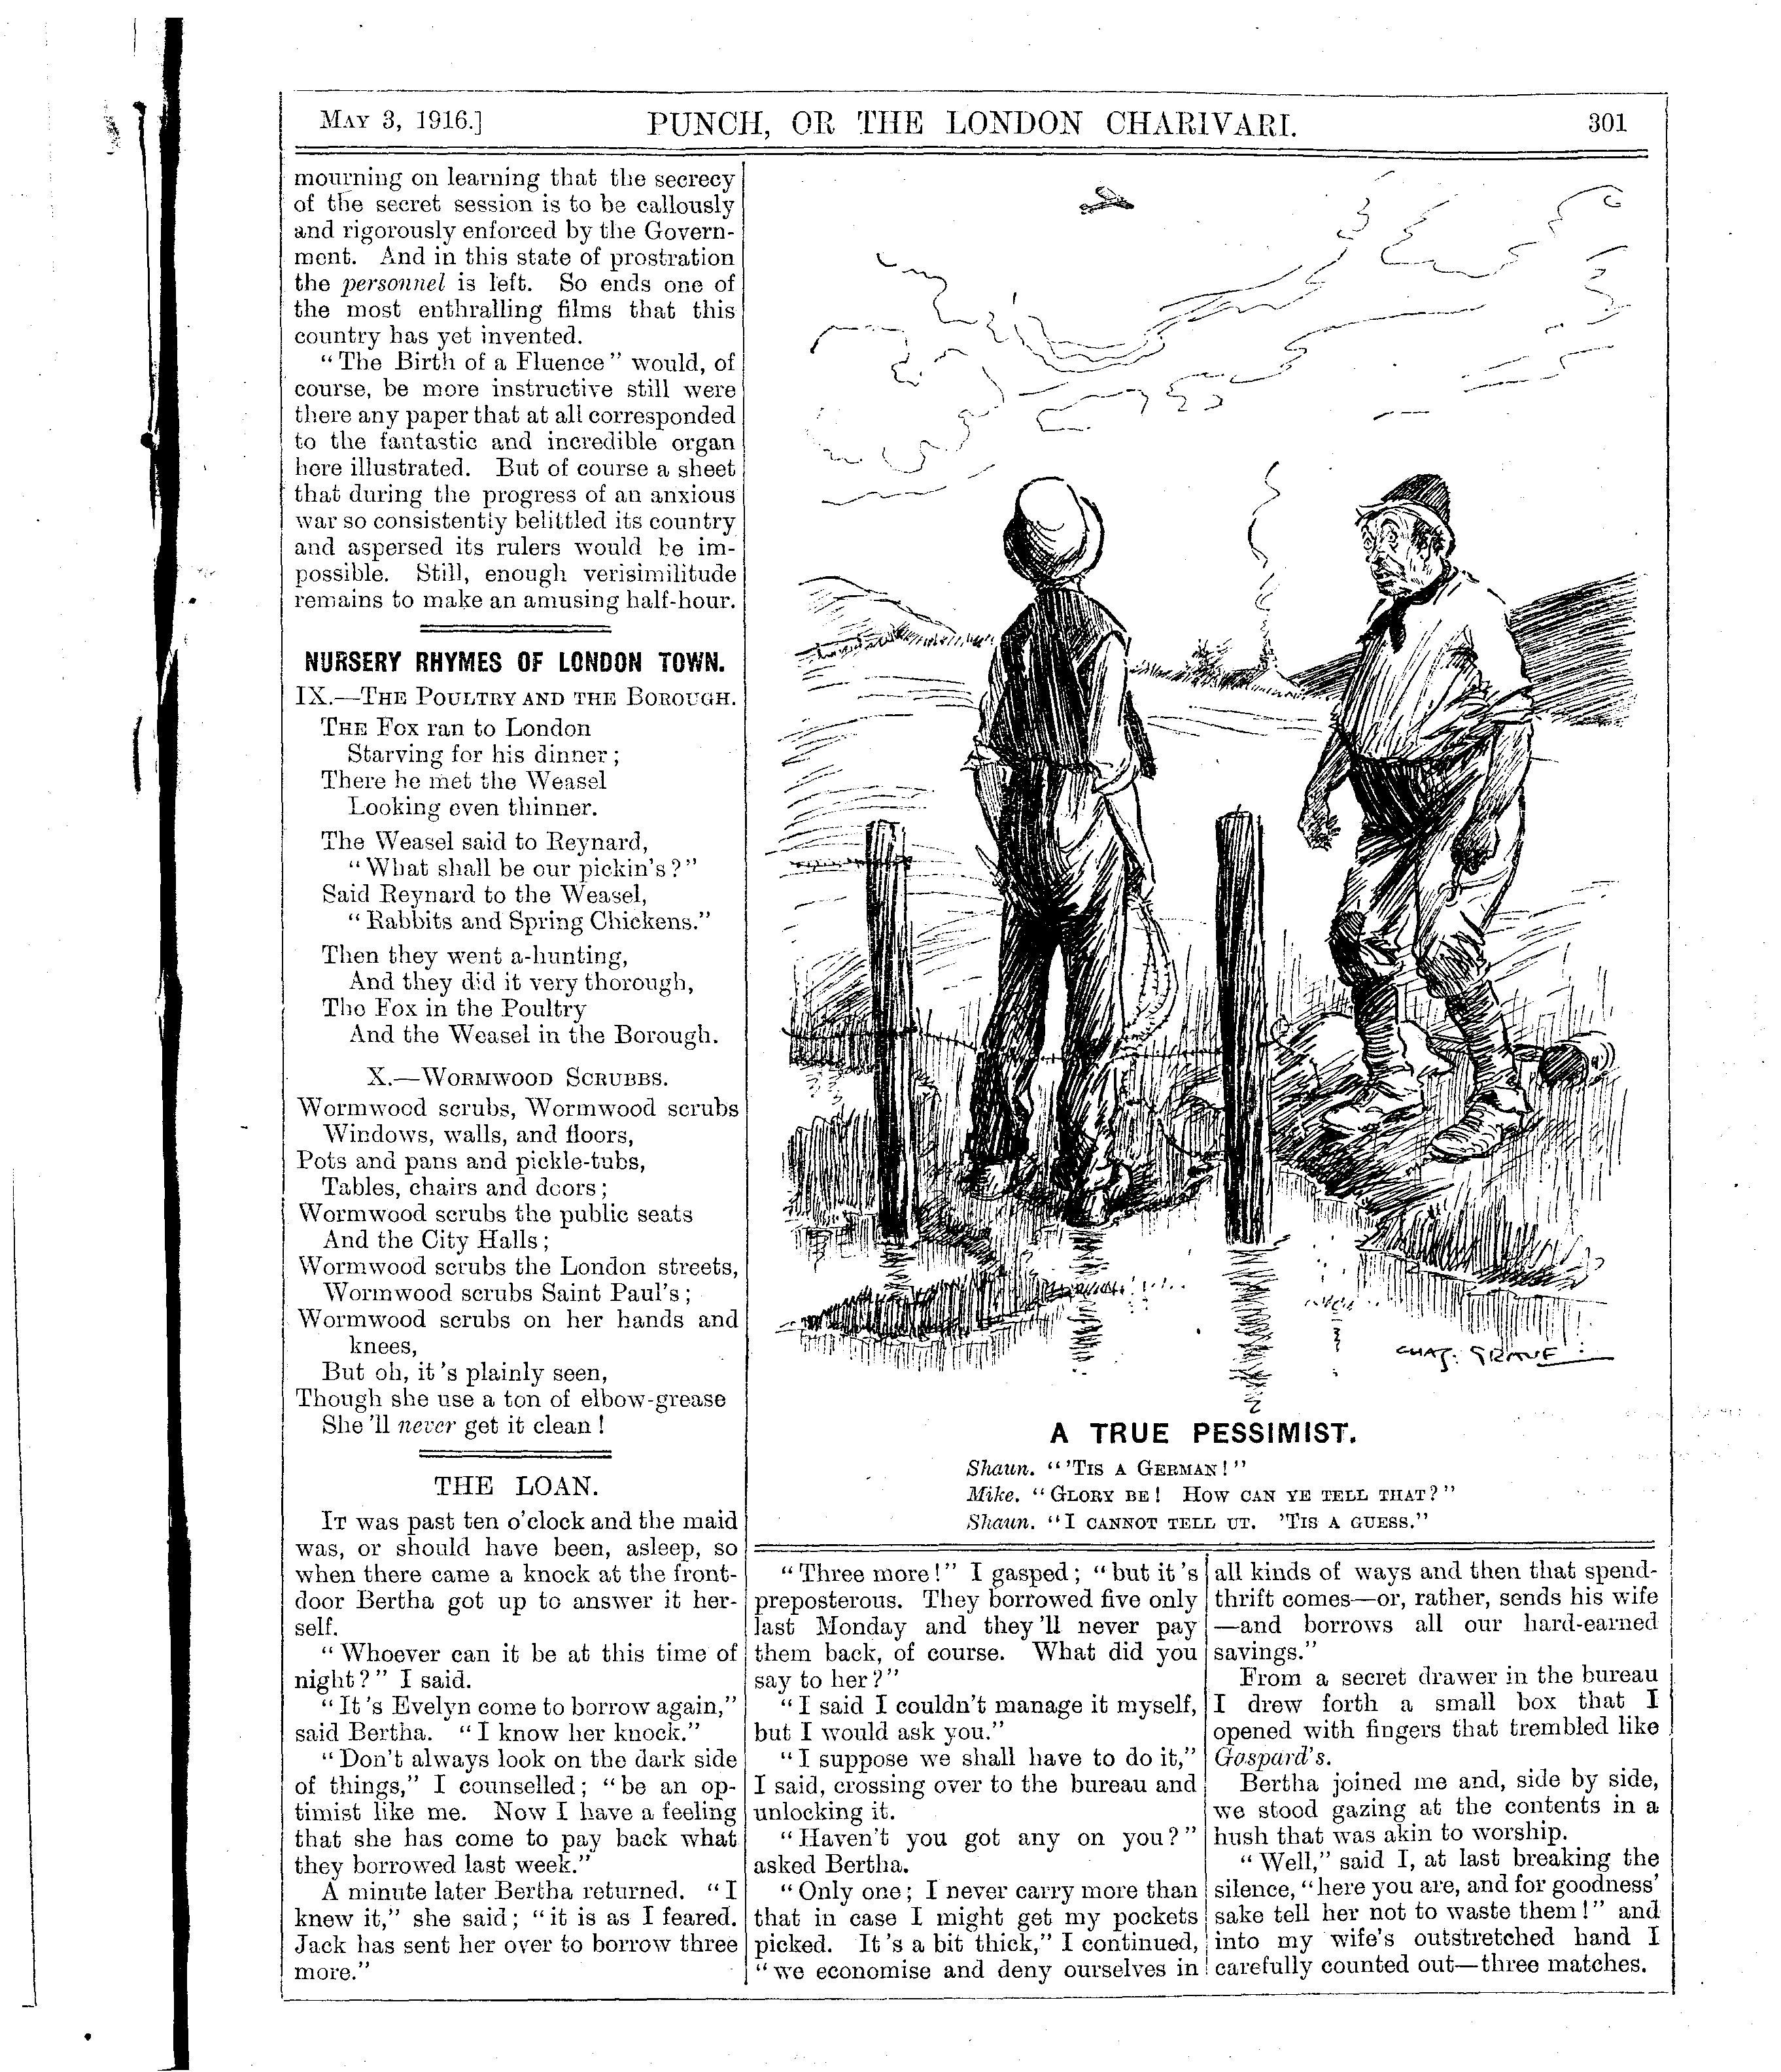 MAY 3, 1916.]
PUNCH, OR THE LONDON CHARIVARI.
301
mourning on learning that the secrecy
of the secret session is to be callously
and rigorously enforced by the Govern-
ment. And in this state of prostration
the personnel is left. So ends one of
the most enthralling films that this
country has yet invented.
"The Birth of a Fluence" would, of
course, be more instructive still were
there any paper that at all corresponded
to the fantastic and incredible organ
here illustrated. But of course a sheet
that during the progress of an anxious
war so consistently belittled its country
and aspersed its rulers would be im-
possible. Still, enough verisimilitude
remains to make an amusing half-hour.
NURSERY RHYMES OF LONDON TOWN.
IX.—THE POULTRY AND THE BOROUGH.
THE Fox ran to London
Starving for his dinner;
There he met the Weasel
Looking even thinner.
The Weasel said to Reynard,
"What shall be our pickin's?"
Said Reynard to the Weasel,
"Rabbits and Spring Chickens."
Then they went a-hunting,
And they did it very thorough,
The Fox in the Poultry
And the Weasel in the Borough.
X.—WORMWOOD SCRUBBS.
Wormwood scrubs, Wormwood scrubs
Windows, walls, and floors,
Pots and pans and pickle-tubs,
Tables, chairs and doors;
Wormwood scrubs the public seats
And the City Halls;
Wormwood scrubs the London streets,
Wormwood scrubs Saint Paul's;
Wormwood scrubs on her hands and
knees,
But oh, it's plainly seen,
Though she use a ton of elbow-grease
She'll never get it clean!
THE LOAN.
IT was past ten o'clock and the maid
was, or should have been, asleep, so
when there came a knock at the front-
door Bertha got up to answer it her-
self.
"Whoever can it be at this time of
night?" I said.
"It's Evelyn come to borrow again,"
said Bertha. "I know her knock."
"Don't always look on the dark side
of things," I counselled; "be an op-
timist like me. Now I have a feeling
that she has come to pay back what
they borrowed last week."
A minute later Bertha returned. "I
knew it," she said; "it is as I feared.
Jack has sent her over to borrow three
more."
CHAS. GRAVE
A TRUE PESSIMIST.
Shaun. "'TIS A GERMAN!"
Mike. "GLORY BE! HOW CAN YE TELL THAT?"
Shaun. "I CANNOT TELL UT. 'TIS A GUESS."
"Three more!" I gasped; "but it's
preposterous. They borrowed five only
last Monday and they'll never pay
them back, of course. What did you
say to her?"
"I said I couldn't manage it myself,
but I would ask you."
"I suppose we shall have to do it,"
I said, crossing over to the bureau and
unlocking it.
"Haven't you got any on you?"
asked Bertha.
"Only one; I never carry more than
that in case I might get my pockets
picked. It's a bit thick," I continued,
"we economise and deny ourselves in
all kinds of ways and then that spend-
thrift comes—or, rather, sends his wife
—and borrows all our hard-earned
savings."
From a secret drawer in the bureau
I drew forth a small box that I
opened with fingers that trembled like
Gaspard's.
Bertha joined me and, side by side,
we stood gazing at the contents in a
hush that was akin to worship.
"Well," said I, at last breaking the
silence, "here you are, and for goodness'
sake tell her not to waste them!" and
into my wife's outstretched hand I
carefully counted out—three matches.